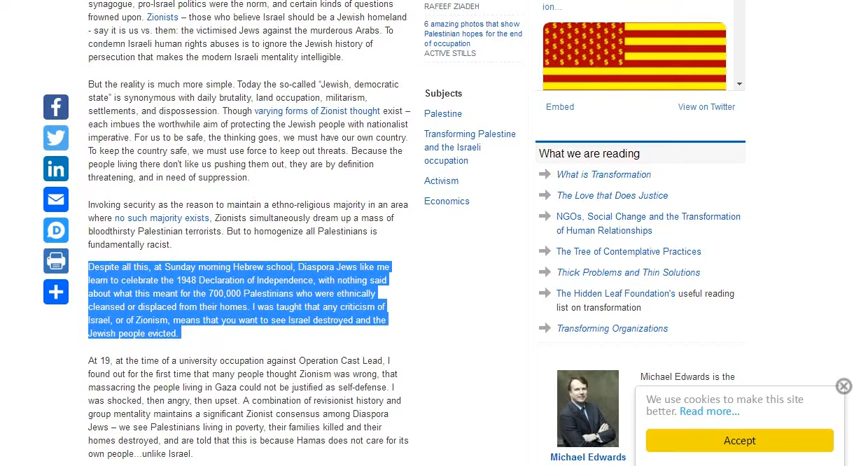 synagogue, pro-Israel politics were the norm, and certain kinds of questions
frowned upon. Zionists – those who believe Israel should be a Jewish homeland
- say it is us vs. them: the victimised Jews against the murderous Arabs. To
condemn Israeli human rights abuses is to ignore the Jewish history of
persecution that makes the modern Israeli mentality intelligible.
But the reality is much more simple. Today the so-called “Jewish, democratic
state” is synonymous with daily brutality, land occupation, militarism,
settlements, and dispossession. Though varying forms of Zionist thought exist –
each imbues the worthwhile aim of protecting the Jewish people with nationalist
imperative. For us to be safe, the thinking goes, we must have our own country.
To keep the country safe, we must use force to keep out threats. Because the
people living there don't like us pushing them out, they are by definition
threatening, and in need of suppression.
Invoking security as the reason to maintain a ethno-religious majority in an area
where no such majority exists, Zionists simultaneously dream up a mass of
bloodthirsty Palestinian terrorists. But to homogenize all Palestinians is
fundamentally racist.
Despite all this, at Sunday morning Hebrew school, Diaspora Jews like me
learn to celebrate the 1948 Declaration of Independence, with nothing said
about what this meant for the 700,000 Palestinians who were ethnically
cleansed or displaced from their homes. I was taught that any criticism of
Israel, or of Zionism, means that you want to see Israel destroyed and the
Jewish people evicted.
At 19, at the time of a university occupation against Operation Cast Lead, I
found out for the first time that many people thought Zionism was wrong, that
massacring the people living in Gaza could not be justified as self-defense. I
was shocked, then angry, then upset. A combination of revisionist history and
group mentality maintains a significant Zionist consensus among Diaspora
Jews – we see Palestinians living in poverty, their families killed and their
homes destroyed, and are told that this is because Hamas does not care for its
own people...unlike Israel.
RAFEEF ZIADEH
6 amazing photos that show
Palestinian hopes for the end
of occupation
ACTIVE STILLS
Subjects
Palestine
Transforming Palestine
and the Israeli
occupation
Activism
Economics
ion...
Embed
View on Twitter
What we are reading
What is Transformation
The Love that Does Justice
NGOs, Social Change and the Transformation
of Human Relationships
The Tree of Contemplative Practices
Thick Problems and Thin Solutions
The Hidden Leaf Foundation's useful reading
list on transformation
Transforming Organizations
Michael Edwards is the
Michael Edwards
We use cookies to make this site
better. Read more...
Accept